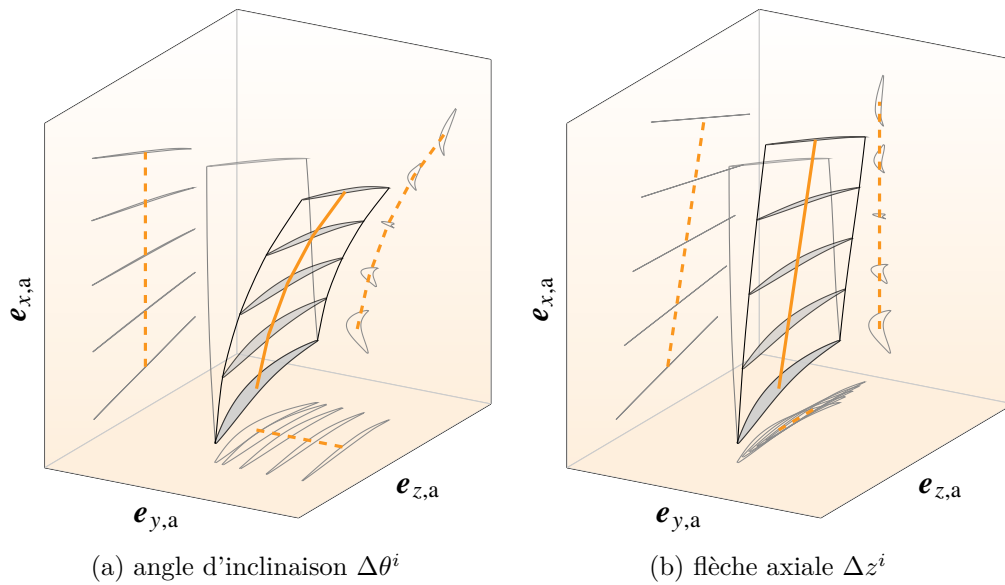 e_{x,a}
e_{y,a}
e_{z,a}
(a) angle d'inclinaison Δθ^i
e_{x,a}
e_{y,a}
e_{z,a}
(b) flèche axiale Δz^i